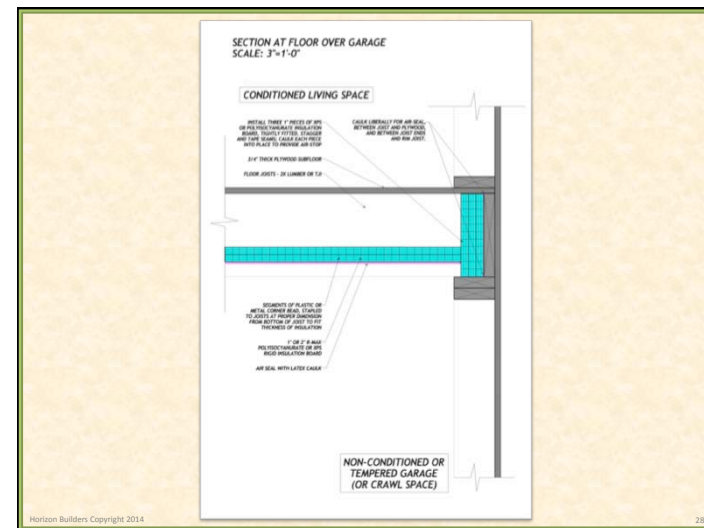 SECTION AT FLOOR OVER GARAGE
SCALE: 3"=1'-0"
CONDITIONED LIVING SPACE
INSTALL THREE 1" PIECES OF XPS
OR POLYISOCYANURATE INSULATION
BOARD, TIGHTLY FITTED. STAGGER
AND TAPE SEAMS; CAULK EACH PIECE
INTO PLACE TO PROVIDE AIR STOP
CAULK LIBERALLY FOR AIR-SEAL,
BETWEEN JOIST AND PLYWOOD,
AND BETWEEN JOIST ENDS
AND RIM JOIST.
3/4" THICK PLYWOOD SUBFLOOR
FLOOR JOISTS - 2X LUMBER OR TJI
SEGMENTS OF PLASTIC OR
METAL CORNER BEAD, STAPLED
TO JOISTS AT PROPER DIMENSION
FROM BOTTOM OF JOIST TO FIT
THICKNESS OF INSULATION
1" OR 2" R-MAX
POLYISOCYANURATE OR XPS
RIGID INSULATION BOARD
AIR SEAL WITH LATEX CAULK
NON-CONDITIONED OR
TEMPERED GARAGE
(OR CRAWL SPACE)
Horizon Builders Copyright 2014
28